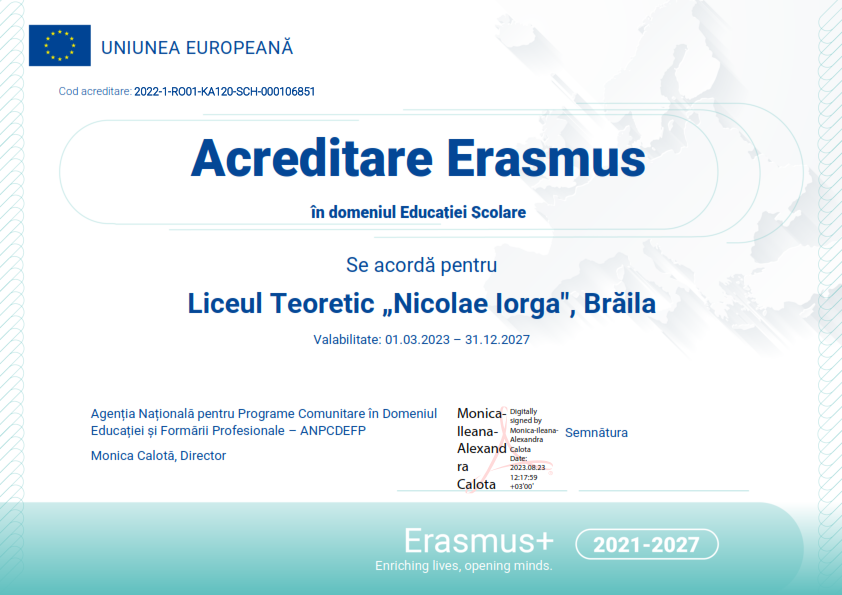 UNIUNEA EUROPEANĂ
Cod acreditare: 2022-1-RO01-KA120-SCH-000106851
Acreditare Erasmus
în domeniul Educatiei Scolare
Se acordă pentru
Liceul Teoretic „Nicolae Iorga", Brăila
Valabilitate: 01.03.2023 – 31.12.2027
Agenția Națională pentru Programe Comunitare în Domeniul
Educației și Formării Profesionale – ANPCDEFP
Monica Calotă, Director
Monica-
Ileana-
Alexand
ra
Calota
Digitally
signed by
Monica-Ileana-
Alexandra
Calota
Date:
2023.08.23
12:17:59
+03'00'
Semnătura
Erasmus+
Enriching lives, opening minds.
2021-2027